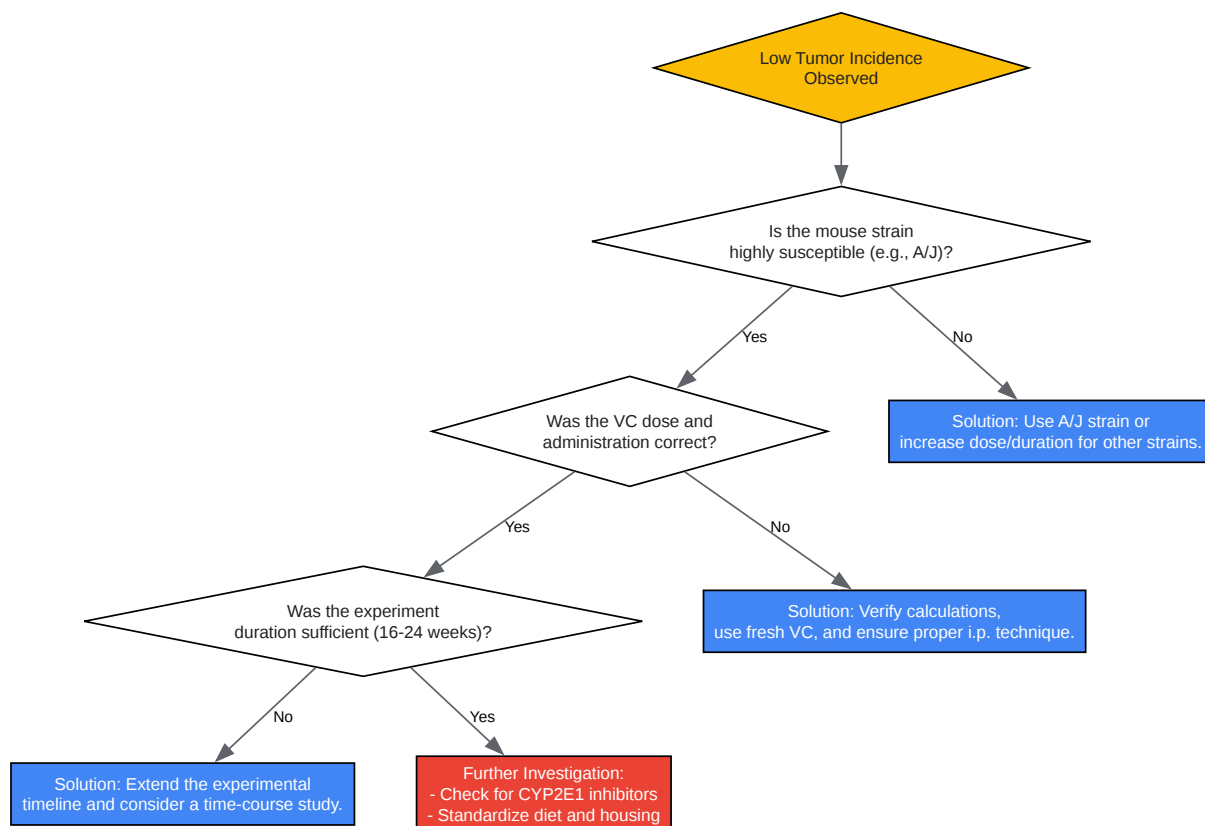 Low Tumor Incidence
Observed
Is the mouse strain
highly susceptible (e.g., A/J)?
Yes
No
Was the VC dose and
administration correct?
Solution: Use A/J strain or
increase dose/duration for other strains.
Yes
No
Was the experiment
duration sufficient (16-24 weeks)?
Solution: Verify calculations,
use fresh VC, and ensure proper i.p. technique.
No
Yes
Solution: Extend the experimental
timeline and consider a time-course study.
Further Investigation:
- Check for CYP2E1 inhibitors
- Standardize diet and housing